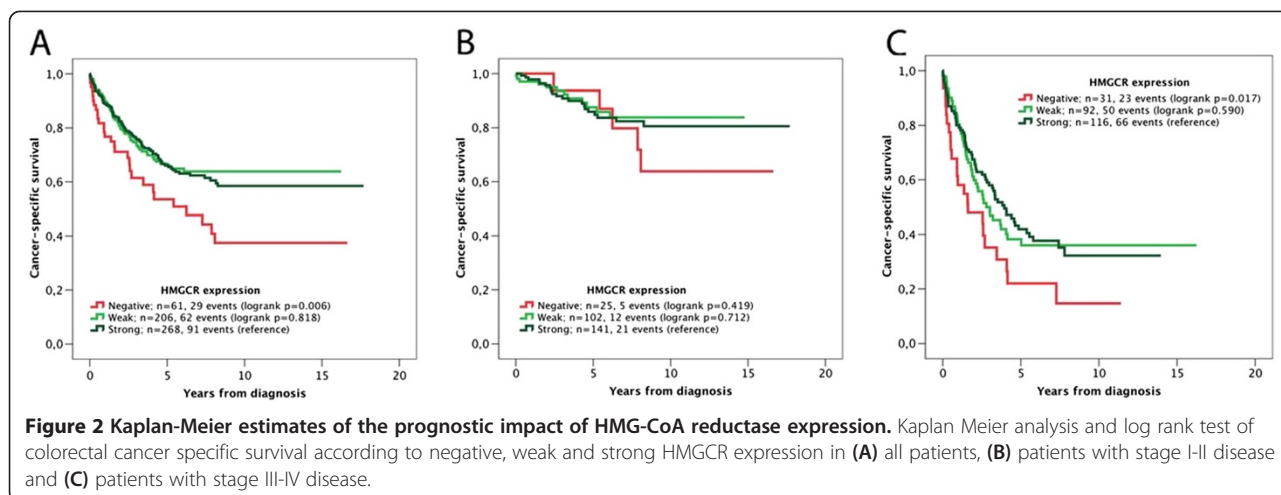 A
1,0
0,8
0,6
0,4
0,2
0,0
Cancer-specific survival
HMGCR expression
Negative; n=61, 29 events (logrank p=0.006)
Weak; n=206, 62 events (logrank p=0.818)
Strong; n=268, 91 events (reference)
0 5 10 15 20
Years from diagnosis
B
1,0
0,8
0,6
0,4
0,2
0,0
Cancer-specific survival
HMGCR expression
Negative; n=25, 5 events (logrank p=0.419)
Weak; n=102, 12 events (logrank p=0.712)
Strong; n=141, 21 events (reference)
0 5 10 15 20
Years from diagnosis
C
1,0
0,8
0,6
0,4
0,2
0,0
Cancer-specific survival
HMGCR expression
Negative; n=31, 23 events (logrank p=0.017)
Weak; n=92, 50 events (logrank p=0.590)
Strong; n=116, 66 events (reference)
0 5 10 15 20
Years from diagnosis
Figure 2 Kaplan-Meier estimates of the prognostic impact of HMG-CoA reductase expression. Kaplan Meier analysis and log rank test of
colorectal cancer specific survival according to negative, weak and strong HMGCR expression in (A) all patients, (B) patients with stage I-II disease
and (C) patients with stage III-IV disease.